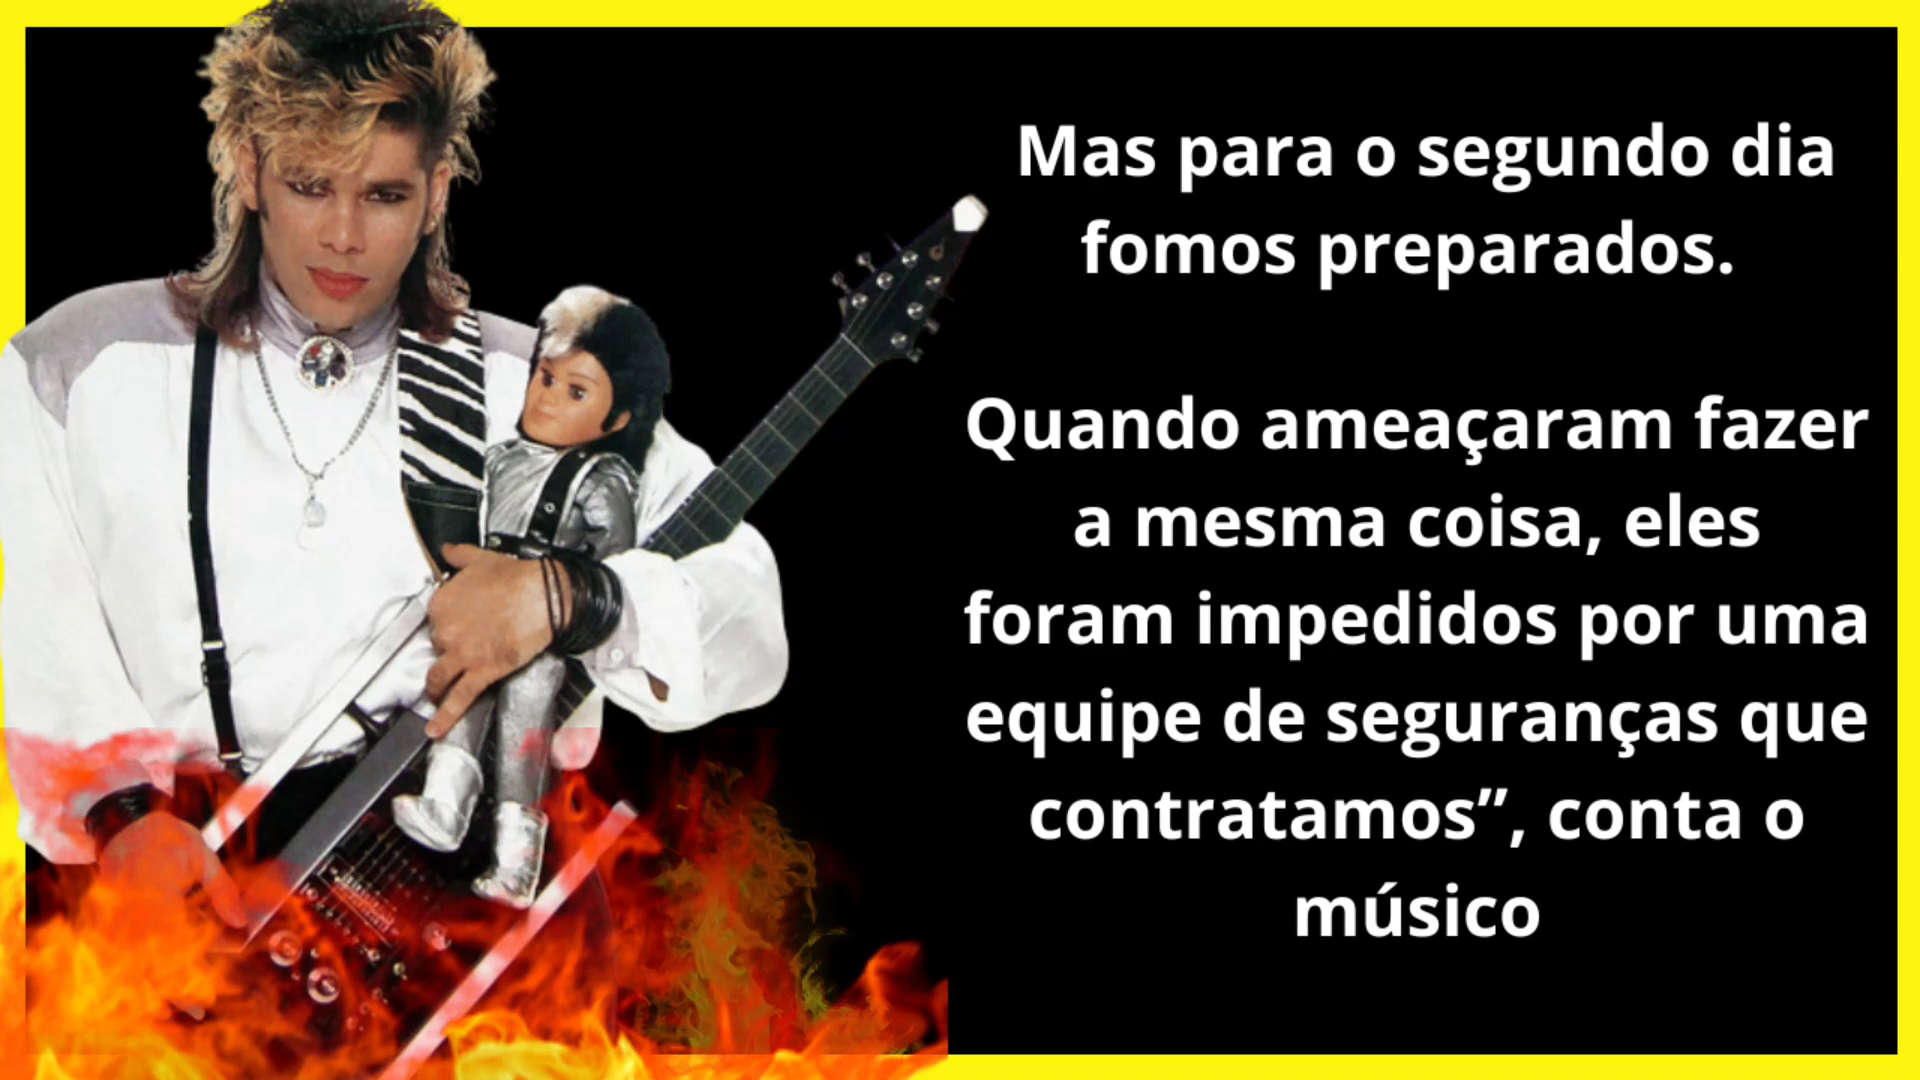 Mas para o segundo dia
fomos preparados.
Quando ameaçaram fazer
a mesma coisa, eles
foram impedidos por uma
equipe de seguranças que
contratamos”, conta o
músico